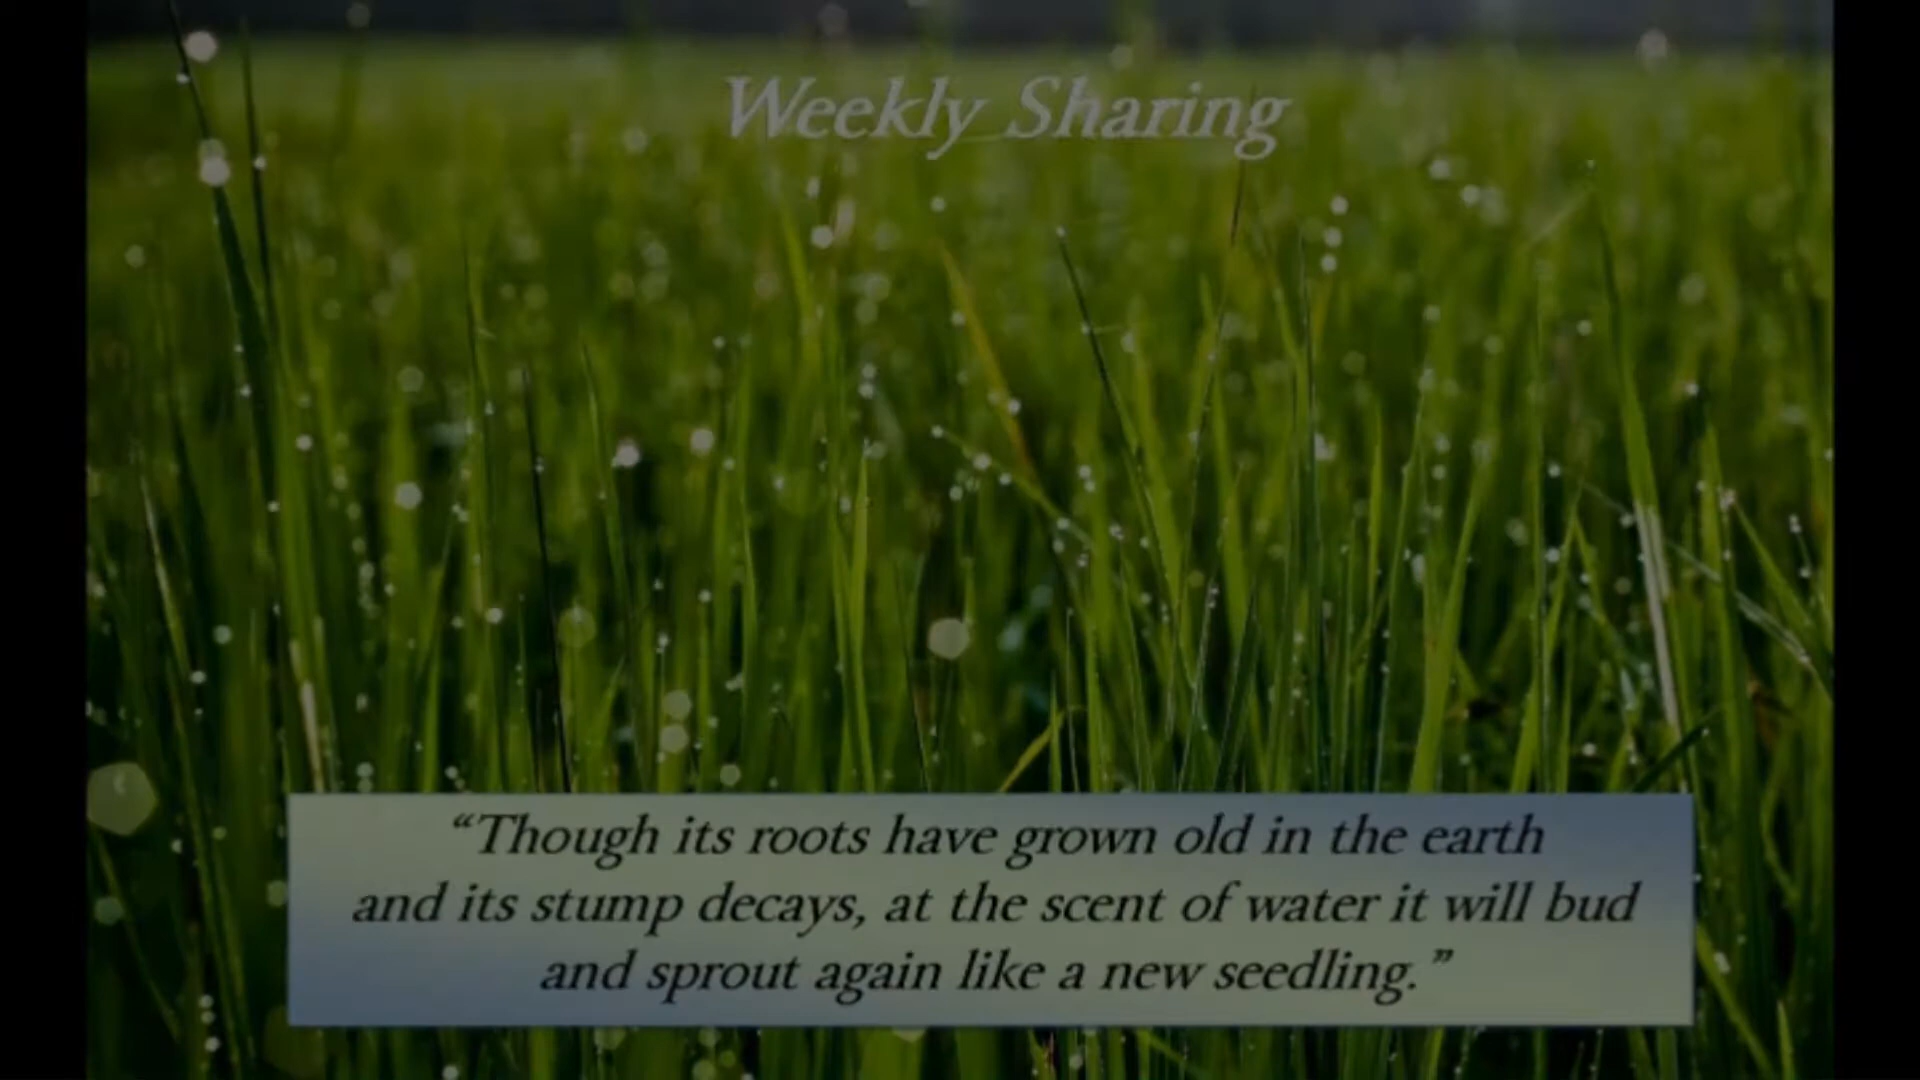 Weekly Sharing
“Though its roots have grown old in the earth
and its stump decays, at the scent of water it will bud
and sprout again like a new seedling.”